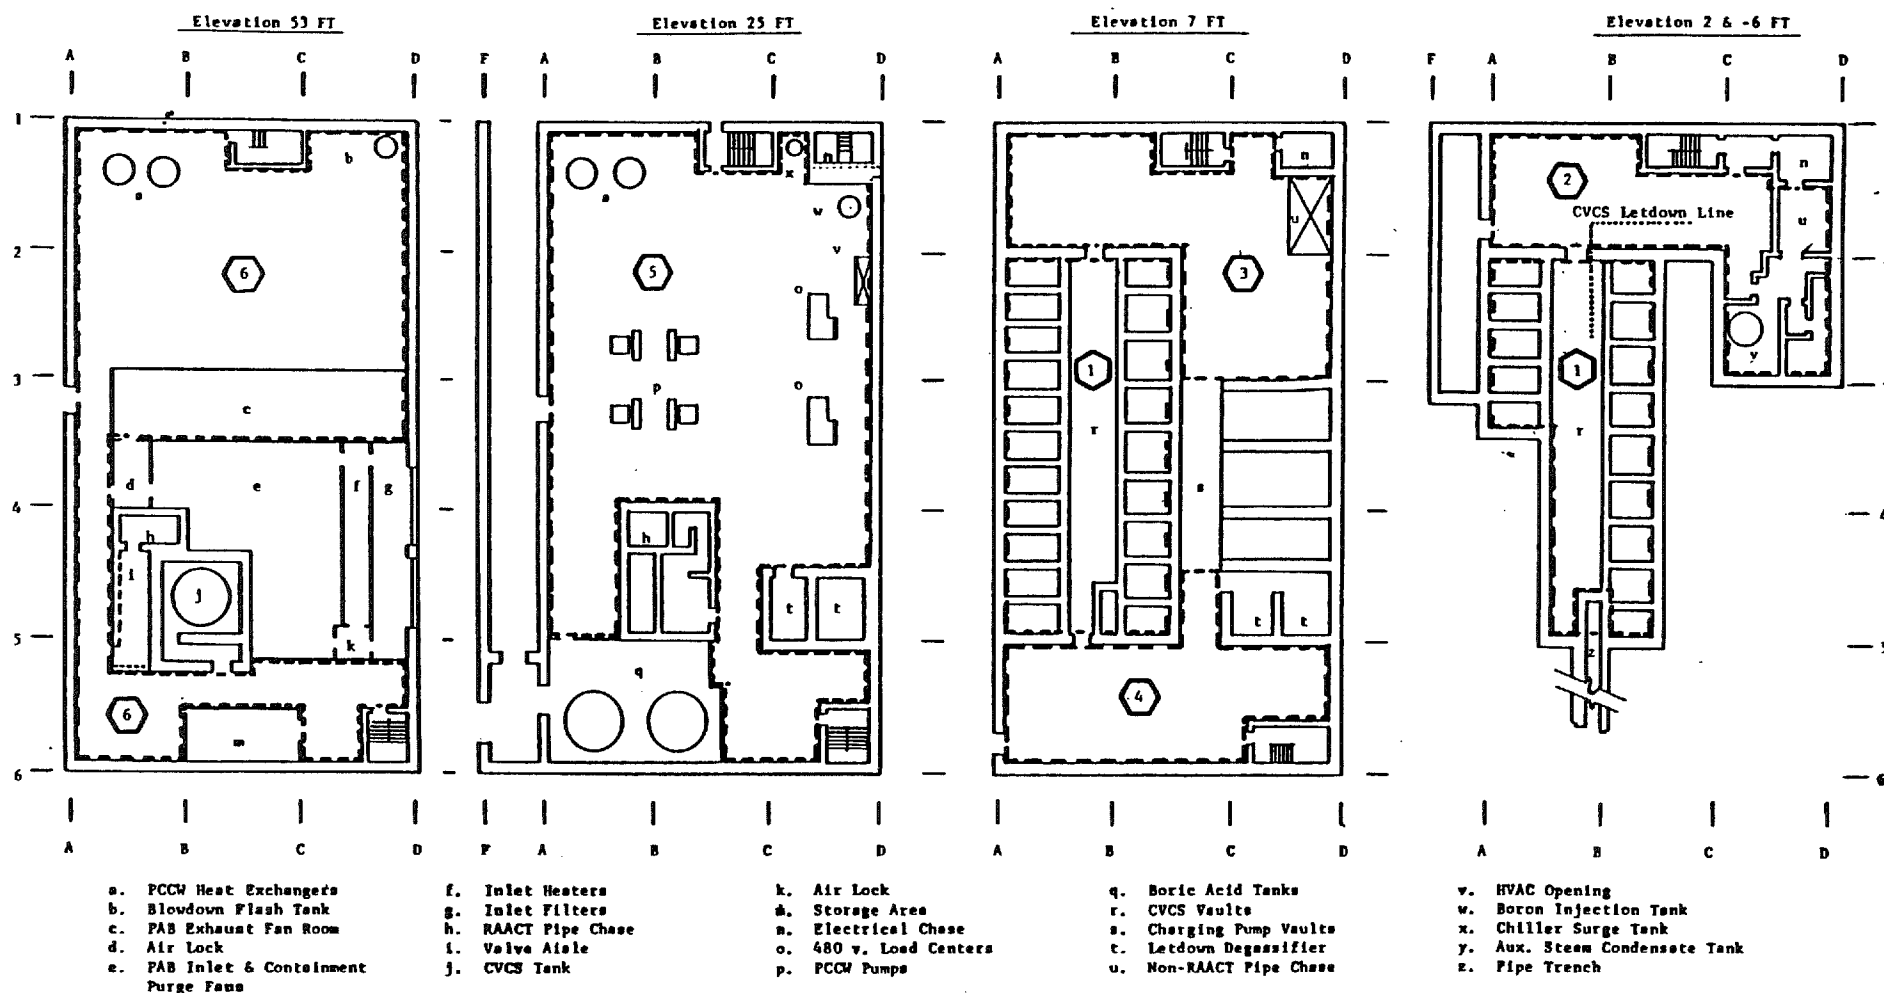 Elevation 53 FT
Elevation 25 FT
Elevation 7 FT
Elevation 2 & -6 FT
A B C D
F A B C D
A B C D
F A B C D
1
2
3
4
5
6
b
a
6
c
d
e
f
g
h
i
j
k
6
m
n
x
a
w
v
5
o
p
o
h
t
t
q
n
u
3
1
r
s
t
t
4
2
n
CVCS Letdown Line
u
1
y
r
z
4
6
A B C D
F A B C D
A B C D
A B C D
a. PCCW Heat Exchangers
b. Blowdown Flash Tank
c. PAB Exhaust Fan Room
d. Air Lock
e. PAB Inlet & Containment
Purge Fans
f. Inlet Heaters
g. Inlet Filters
h. RAACT Pipe Chase
i. Valve Aisle
j. CVCS Tank
k. Air Lock
m. Storage Area
n. Electrical Chase
o. 480 v. Load Centers
p. PCCW Pumps
q. Boric Acid Tanks
r. CVCS Vaults
s. Charging Pump Vaults
t. Letdown Degassifier
u. Non-RAACT Pipe Chase
v. HVAC Opening
w. Boron Injection Tank
x. Chiller Surge Tank
y. Aux. Steam Condensate Tank
z. Pipe Trench